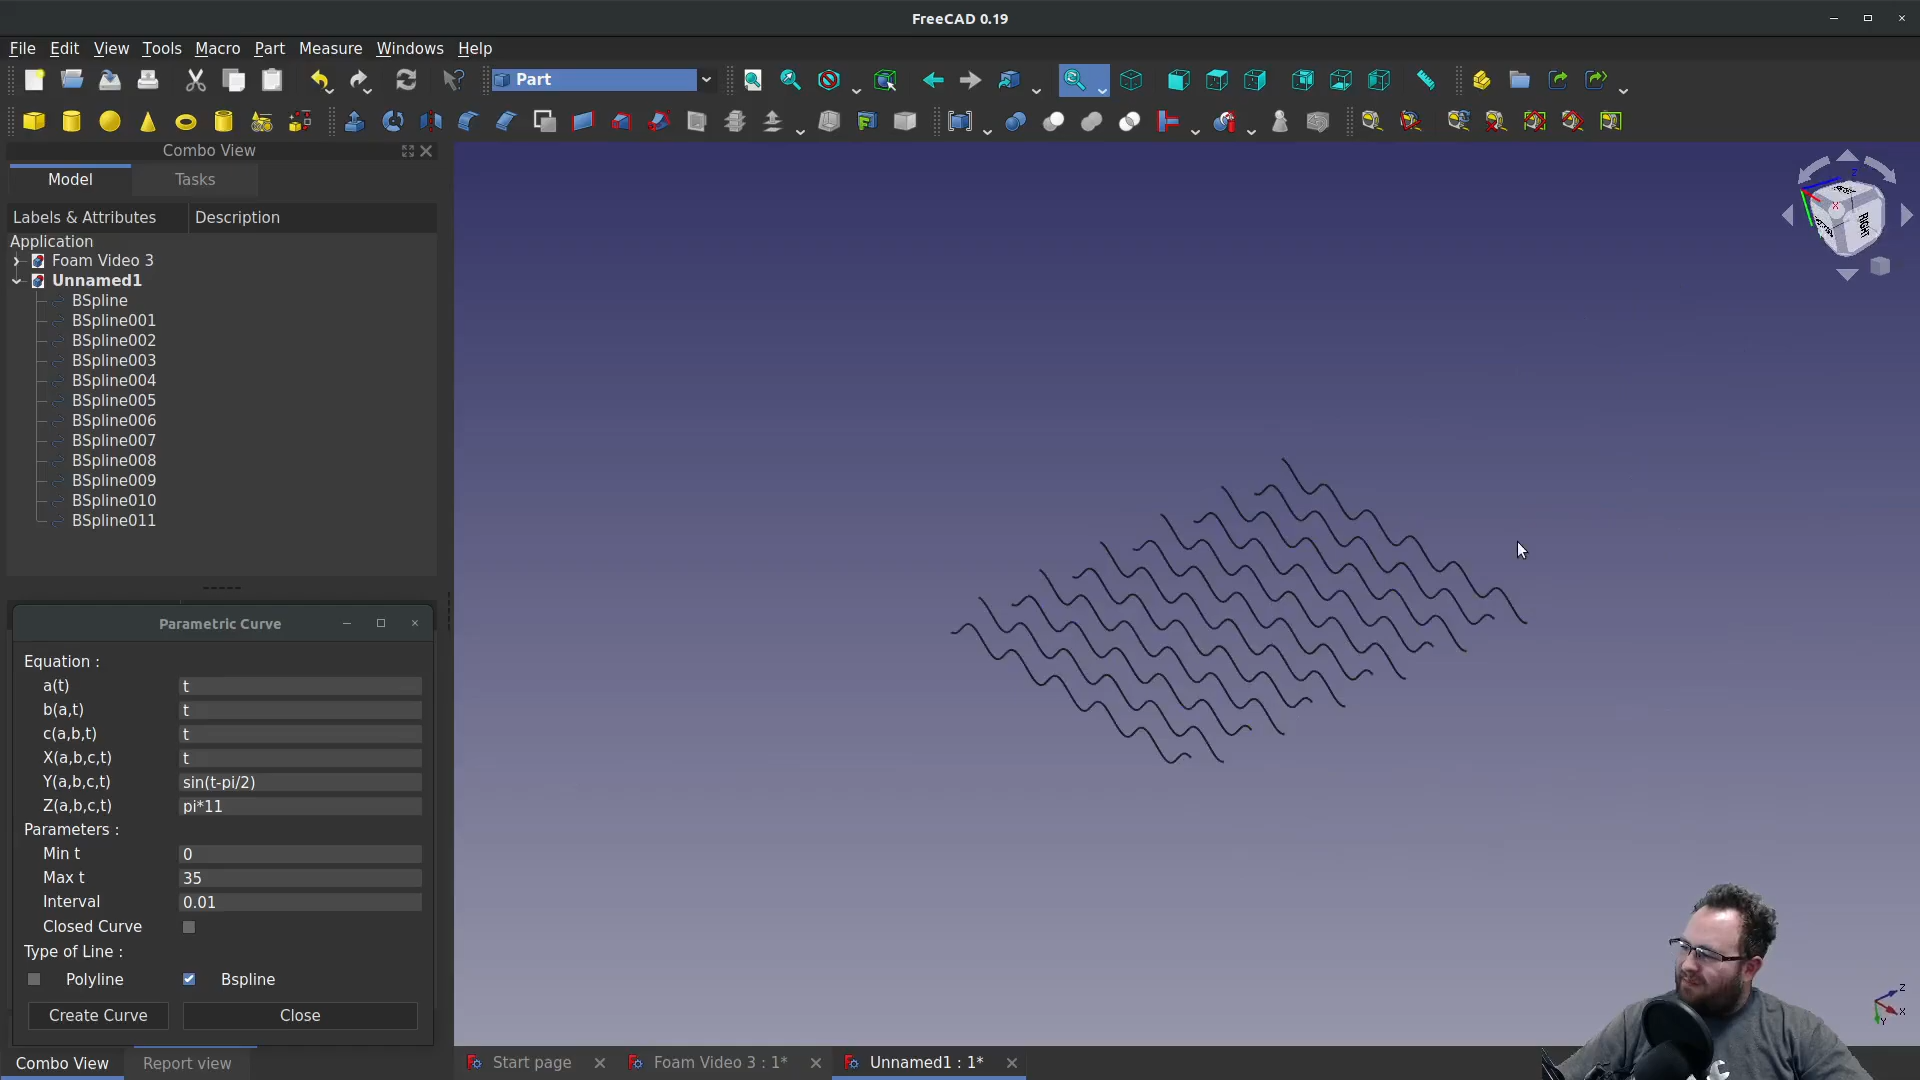 FreeCAD 0.19
File Edit View Tools Macro Part Measure Windows Help
Part
Combo View
Model Tasks
Labels & Attributes Description
Application
Foam Video 3
Unnamed1
BSpline
BSpline001
BSpline002
BSpline003
BSpline004
BSpline005
BSpline006
BSpline007
BSpline008
BSpline009
BSpline010
BSpline011
Parametric Curve
Equation :
a(t) t
b(a,t) t
c(a,b,t) t
X(a,b,c,t) t
Y(a,b,c,t) sin(t-pi/2)
Z(a,b,c,t) pi*11
Parameters :
Min t 0
Max t 35
Interval 0.01
Closed Curve
Type of Line :
Polyline Bspline
Create Curve Close
Combo View Report view
Start page Foam Video 3 : 1* Unnamed1 : 1*
Z
X
RIGHT
Z
X
Y